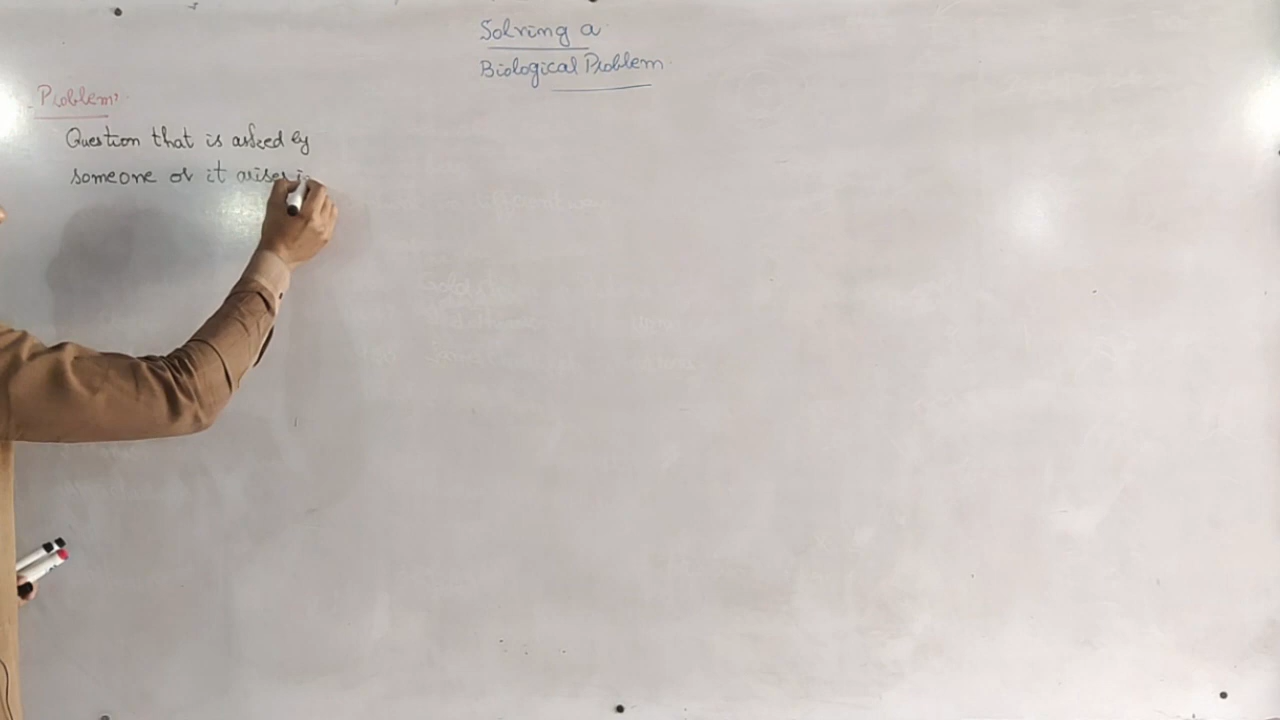 Solving a
Biological Problem
Problem:
Question that is asked by
someone or it arises i